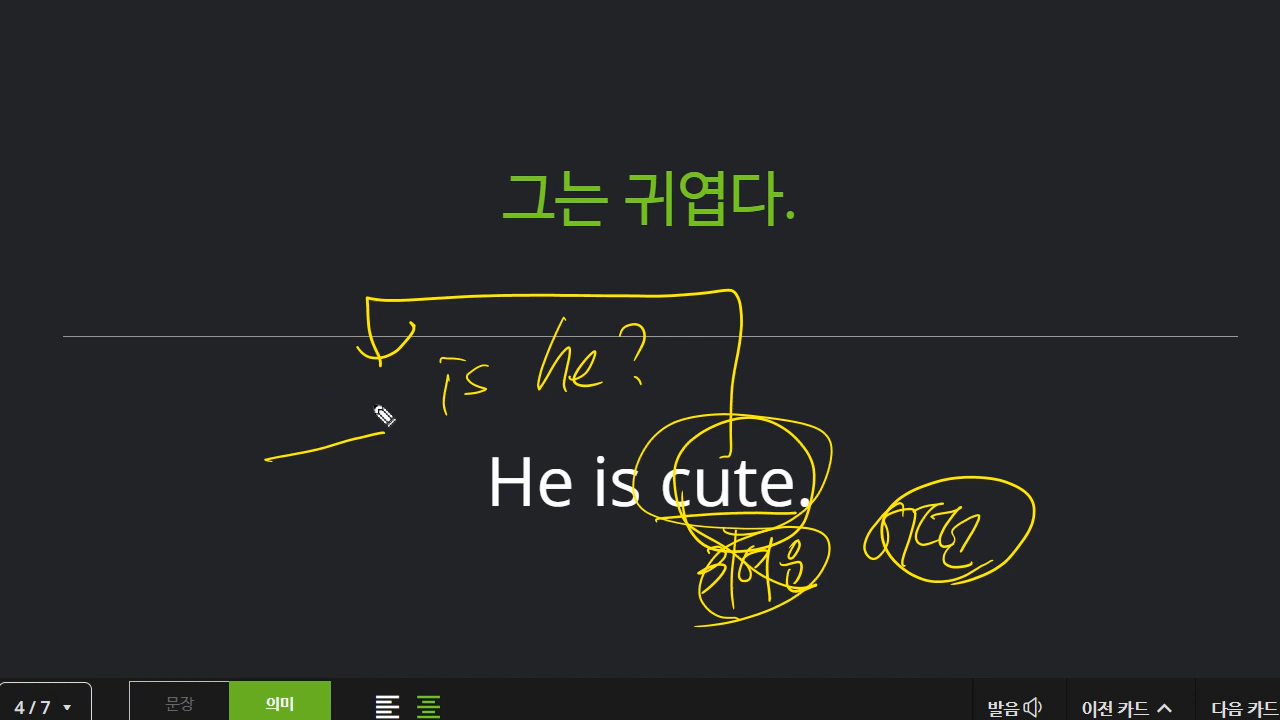 그는 귀엽다.
is he?
He is cute.
귀여운
어떤
4 / 7
문장
의미
발음
이전 카드
다음 카드